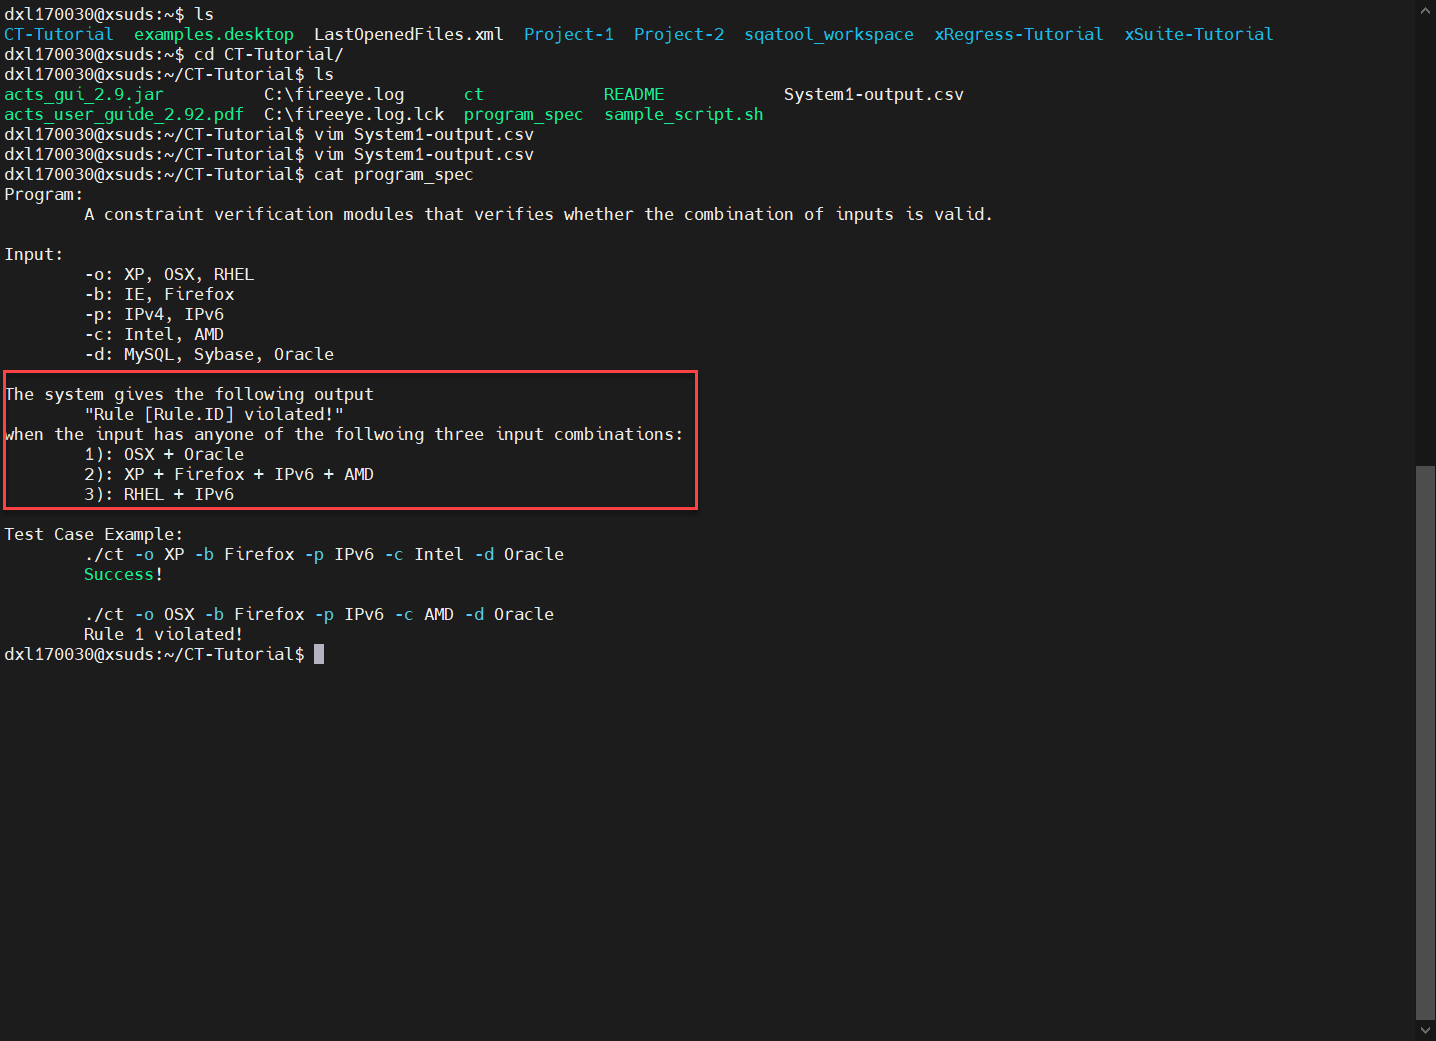 dxl170030@xsuds:~$ ls
CT-Tutorial  examples.desktop  LastOpenedFiles.xml  Project-1  Project-2  sqatool_workspace  xRegress-Tutorial  xSuite-Tutorial
dxl170030@xsuds:~$ cd CT-Tutorial/
dxl170030@xsuds:~/CT-Tutorial$ ls
acts_gui_2.9.jar          C:\fireeye.log      ct            README            System1-output.csv
acts_user_guide_2.92.pdf  C:\fireeye.log.lck  program_spec  sample_script.sh
dxl170030@xsuds:~/CT-Tutorial$ vim System1-output.csv
dxl170030@xsuds:~/CT-Tutorial$ vim System1-output.csv
dxl170030@xsuds:~/CT-Tutorial$ cat program_spec
Program:
        A constraint verification modules that verifies whether the combination of inputs is valid.
Input:
        -o: XP, OSX, RHEL
        -b: IE, Firefox
        -p: IPv4, IPv6
        -c: Intel, AMD
        -d: MySQL, Sybase, Oracle
The system gives the following output
        "Rule [Rule.ID] violated!"
when the input has anyone of the follwoing three input combinations:
        1): OSX + Oracle
        2): XP + Firefox + IPv6 + AMD
        3): RHEL + IPv6
Test Case Example:
        ./ct -o XP -b Firefox -p IPv6 -c Intel -d Oracle
        Success!
        ./ct -o OSX -b Firefox -p IPv6 -c AMD -d Oracle
        Rule 1 violated!
dxl170030@xsuds:~/CT-Tutorial$